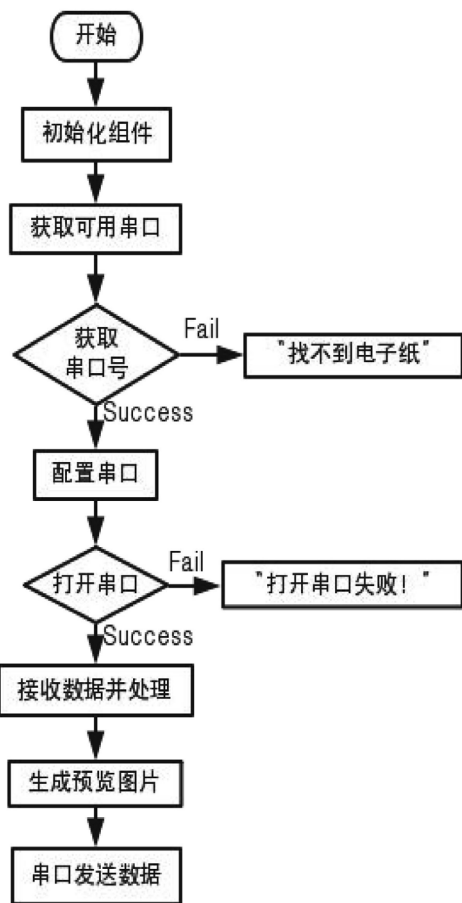 开始
初始化组件
获取可用串口
获取
串口号
Fail
"找不到电子纸"
Success
配置串口
打开串口
Fail
"打开串口失败！"
Success
接收数据并处理
生成预览图片
串口发送数据